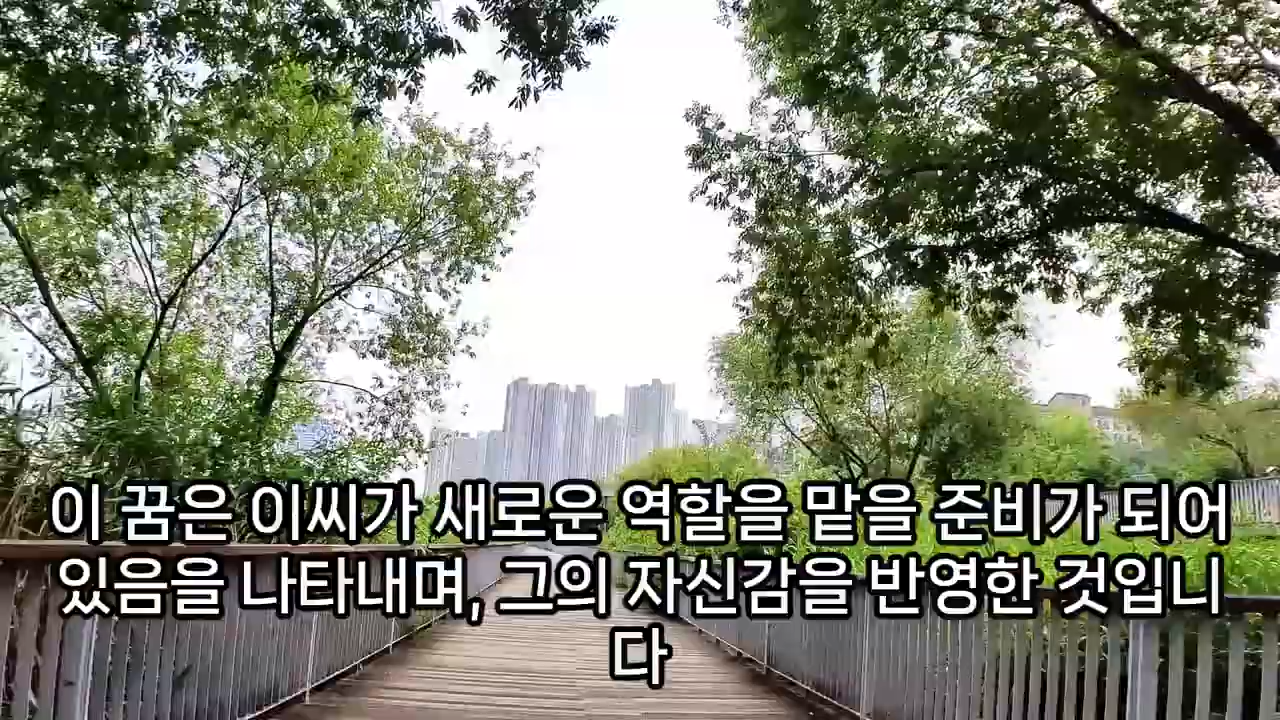 이 꿈은 이씨가 새로운 역할을 맡을 준비가 되어
있음을 나타내며, 그의 자신감을 반영한 것입니
다